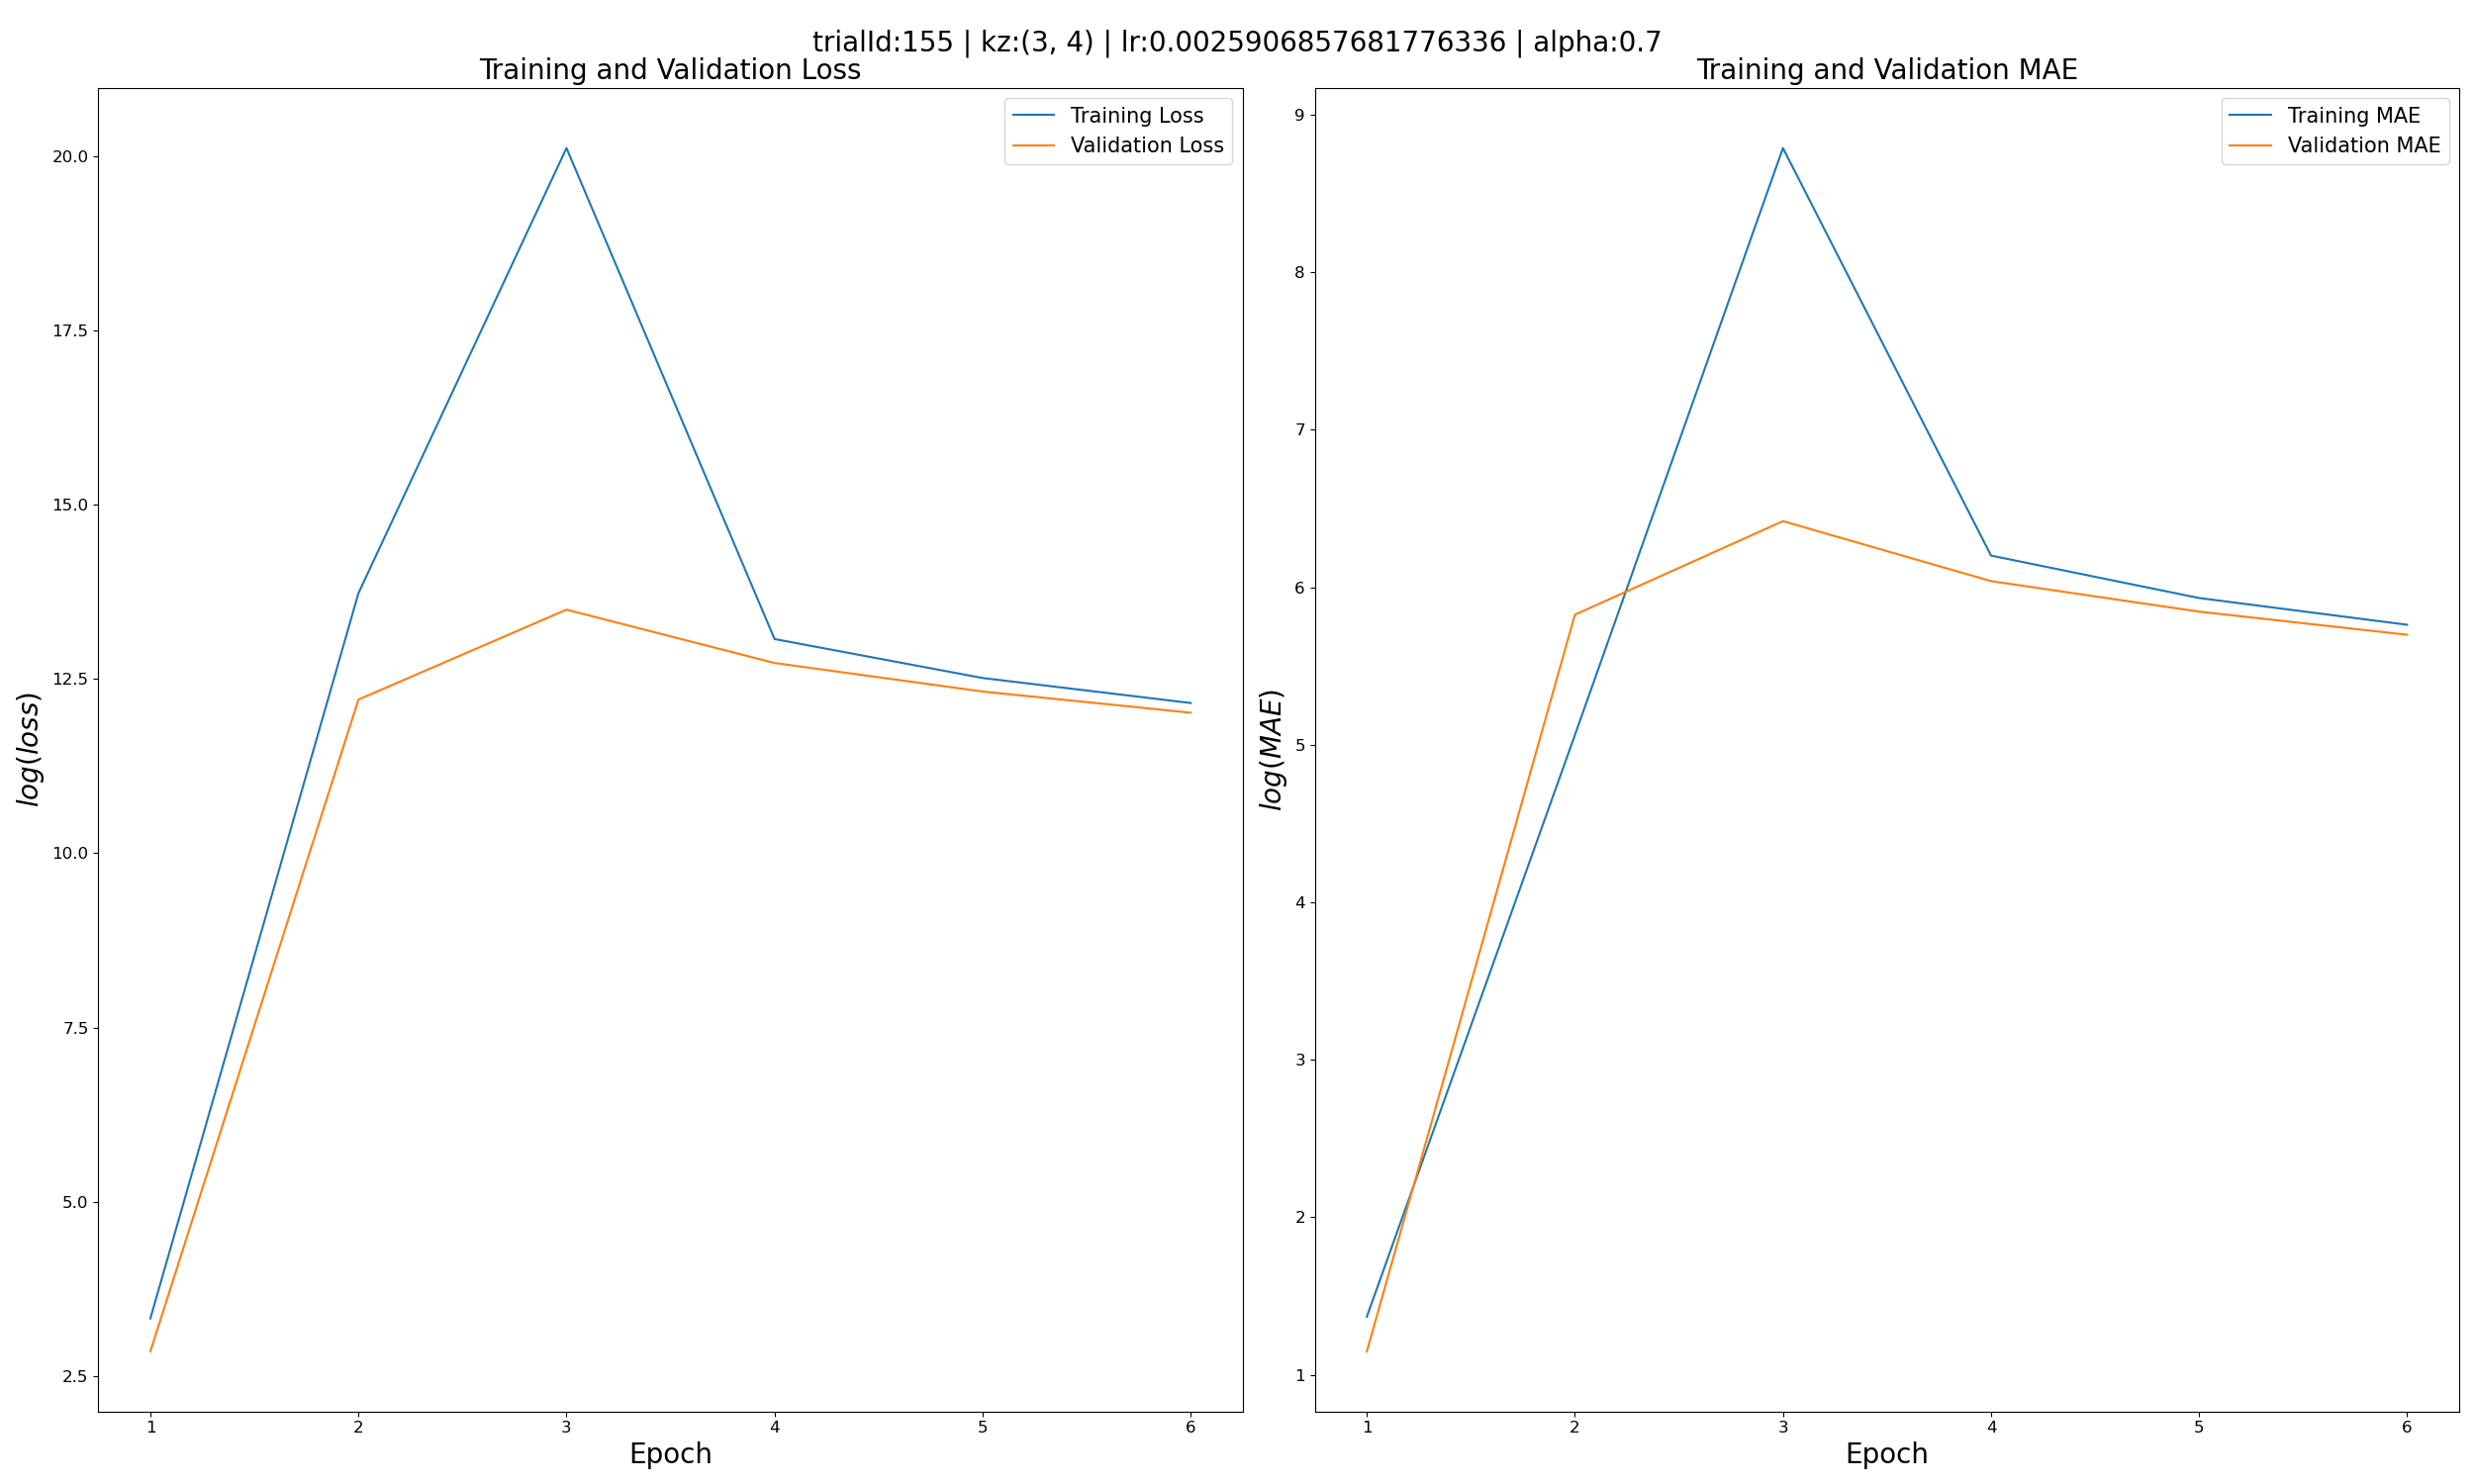 trialId:155 | kz:(3, 4) | lr:0.0025906857681776336 | alpha:0.7
Training and Validation Loss
Training Loss
Validation Loss
20.0
17.5
15.0
12.5
10.0
7.5
5.0
2.5
log(loss)
1 2 3 4 5 6
Epoch
Training and Validation MAE
Training MAE
Validation MAE
9
8
7
6
5
4
3
2
1
log(MAE)
1 2 3 4 5 6
Epoch